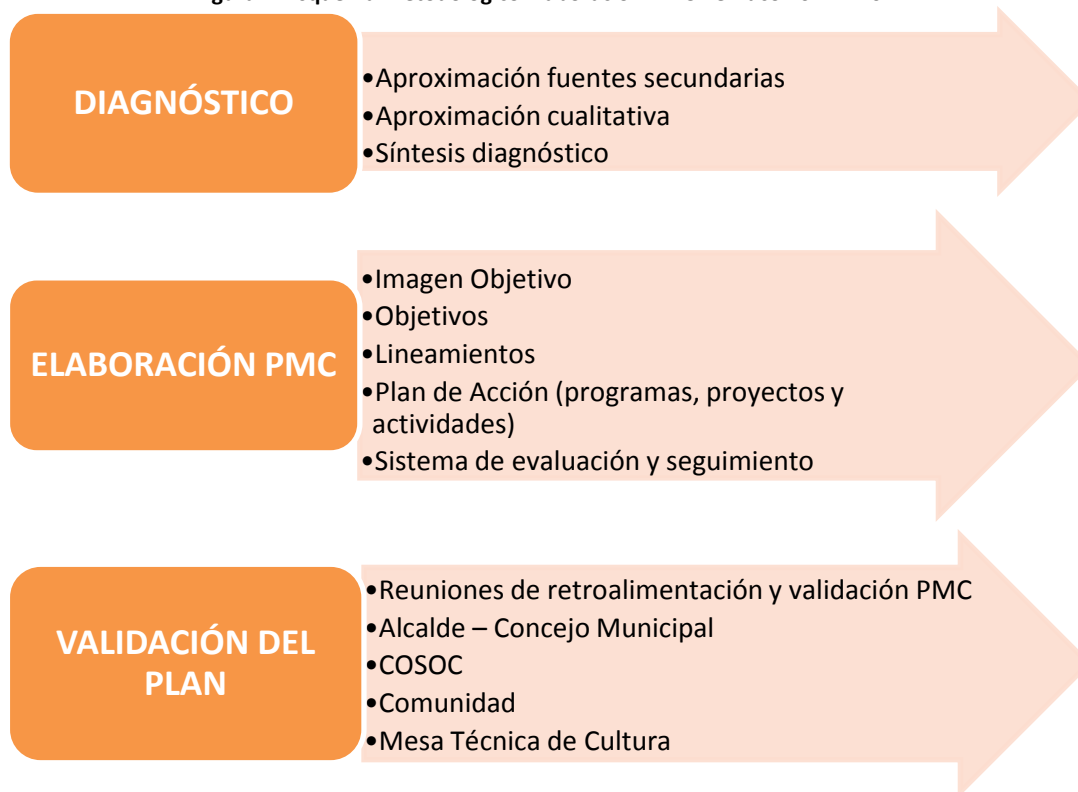 DIAGNÓSTICO
•Aproximación fuentes secundarias
•Aproximación cualitativa
•Síntesis diagnóstico
ELABORACIÓN PMC
•Imagen Objetivo
•Objetivos
•Lineamientos
•Plan de Acción (programas, proyectos y
actividades)
•Sistema de evaluación y seguimiento
VALIDACIÓN DEL
PLAN
•Reuniones de retroalimentación y validación PMC
•Alcalde – Concejo Municipal
•COSOC
•Comunidad
•Mesa Técnica de Cultura